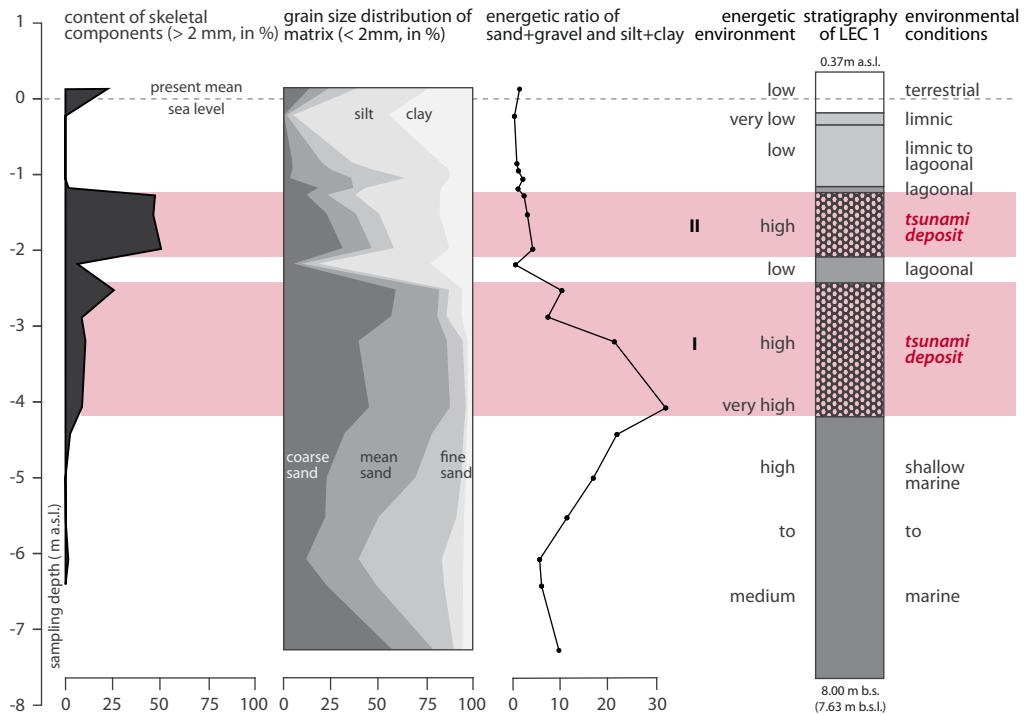 content of skeletal
components (> 2 mm, in %)
grain size distribution of
matrix (< 2mm, in %)
energetic ratio of
sand+gravel and silt+clay
energetic
environment
stratigraphy
of LEC 1
environmental
conditions
0.37m a.s.l.
1
0
-1
-2
-3
-4
-5
-6
-7
-8
sampling depth ( m a.s.l.)
present mean
sea level
silt
clay
coarse
sand
mean
sand
fine
sand
low
very low
low
II
high
low
I
high
very high
high
to
medium
terrestrial
limnic
limnic to
lagoonal
lagoonal
tsunami
deposit
lagoonal
tsunami
deposit
shallow
marine
to
marine
0 25 50 75 100
0 25 50 75 100
0 10 20 30
8.00 m b.s.
(7.63 m b.s.l.)